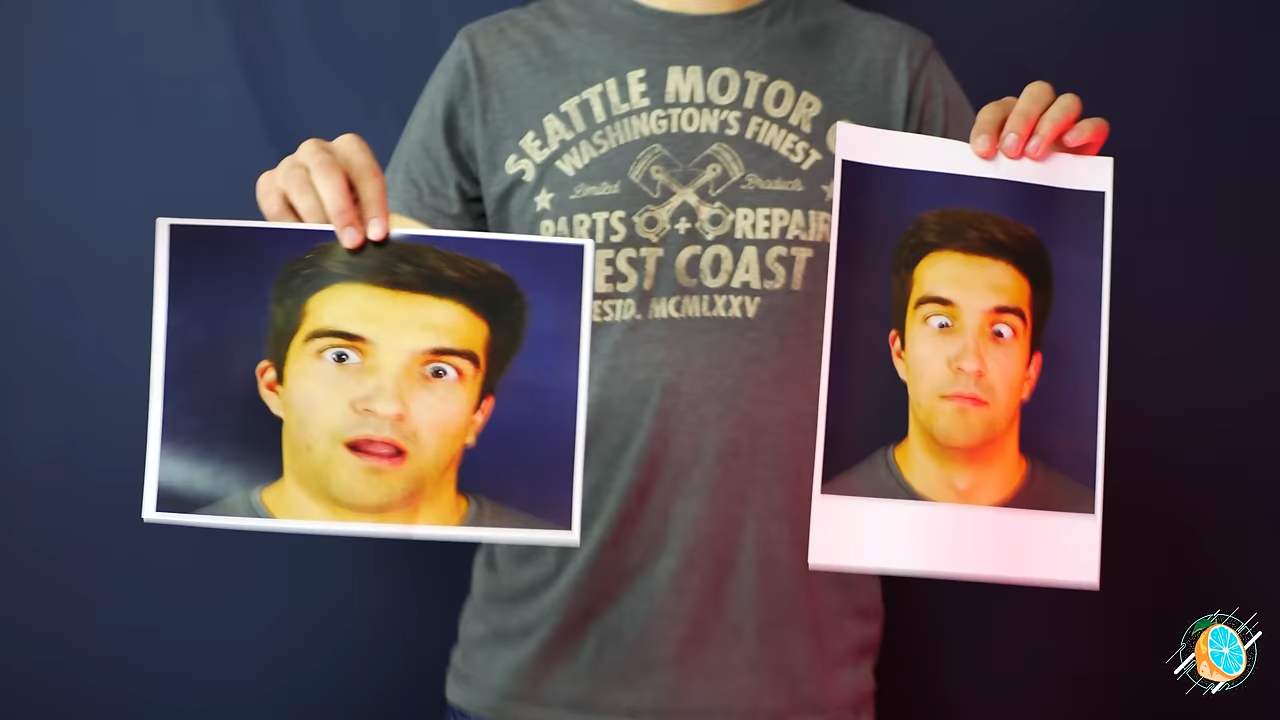 SEATTLE MOTOR
WASHINGTON'S FINEST
Limited Products
PARTS + REPAIR
EST COAST
ESTD. MCMLXXV